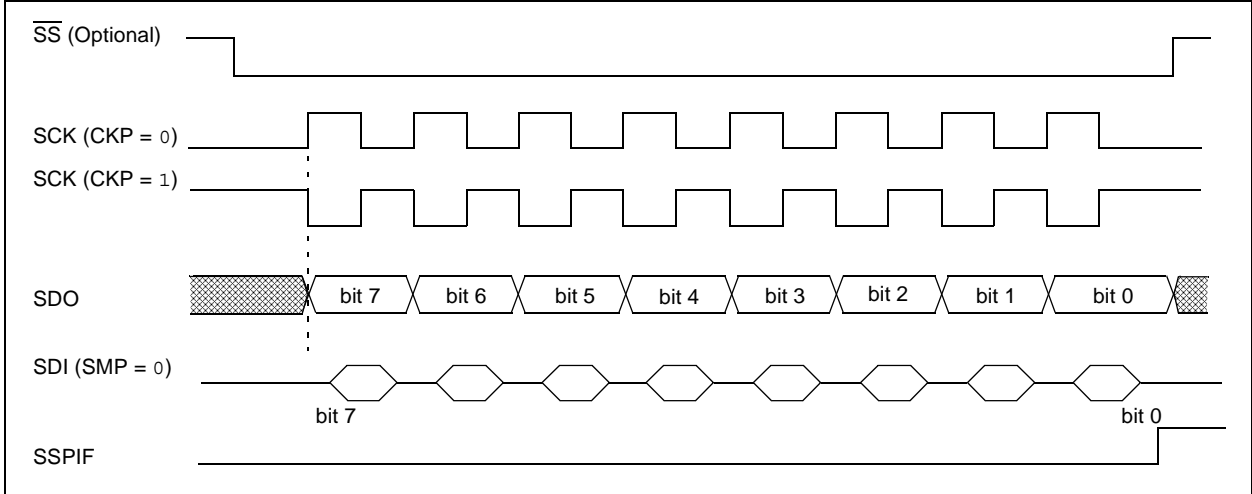 SS (Optional)
SCK (CKP = 0)
SCK (CKP = 1)
SDO
bit 7 bit 6 bit 5 bit 4 bit 3 bit 2 bit 1 bit 0
SDI (SMP = 0)
bit 7 bit 0
SSPIF